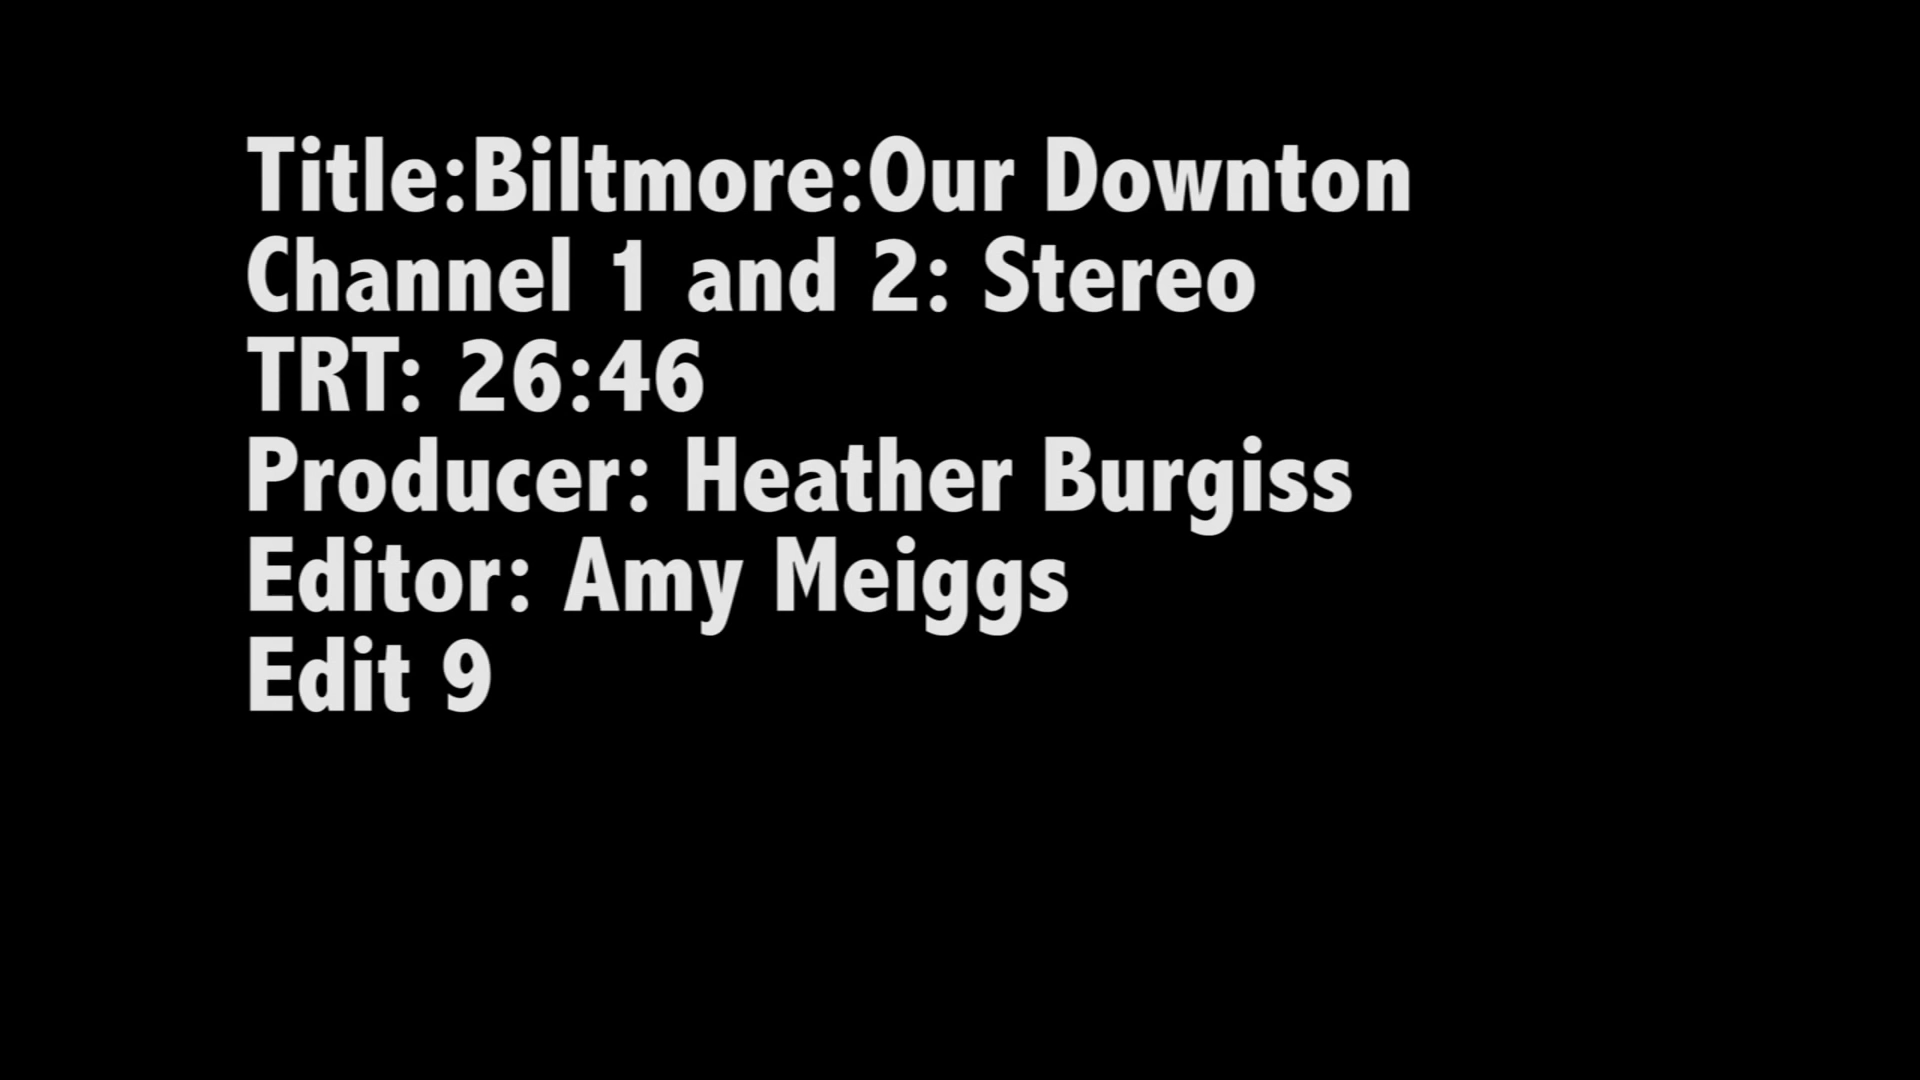 Title:Biltmore:Our Downton
Channel 1 and 2: Stereo
TRT: 26:46
Producer: Heather Burgiss
Editor: Amy Meiggs
Edit 9